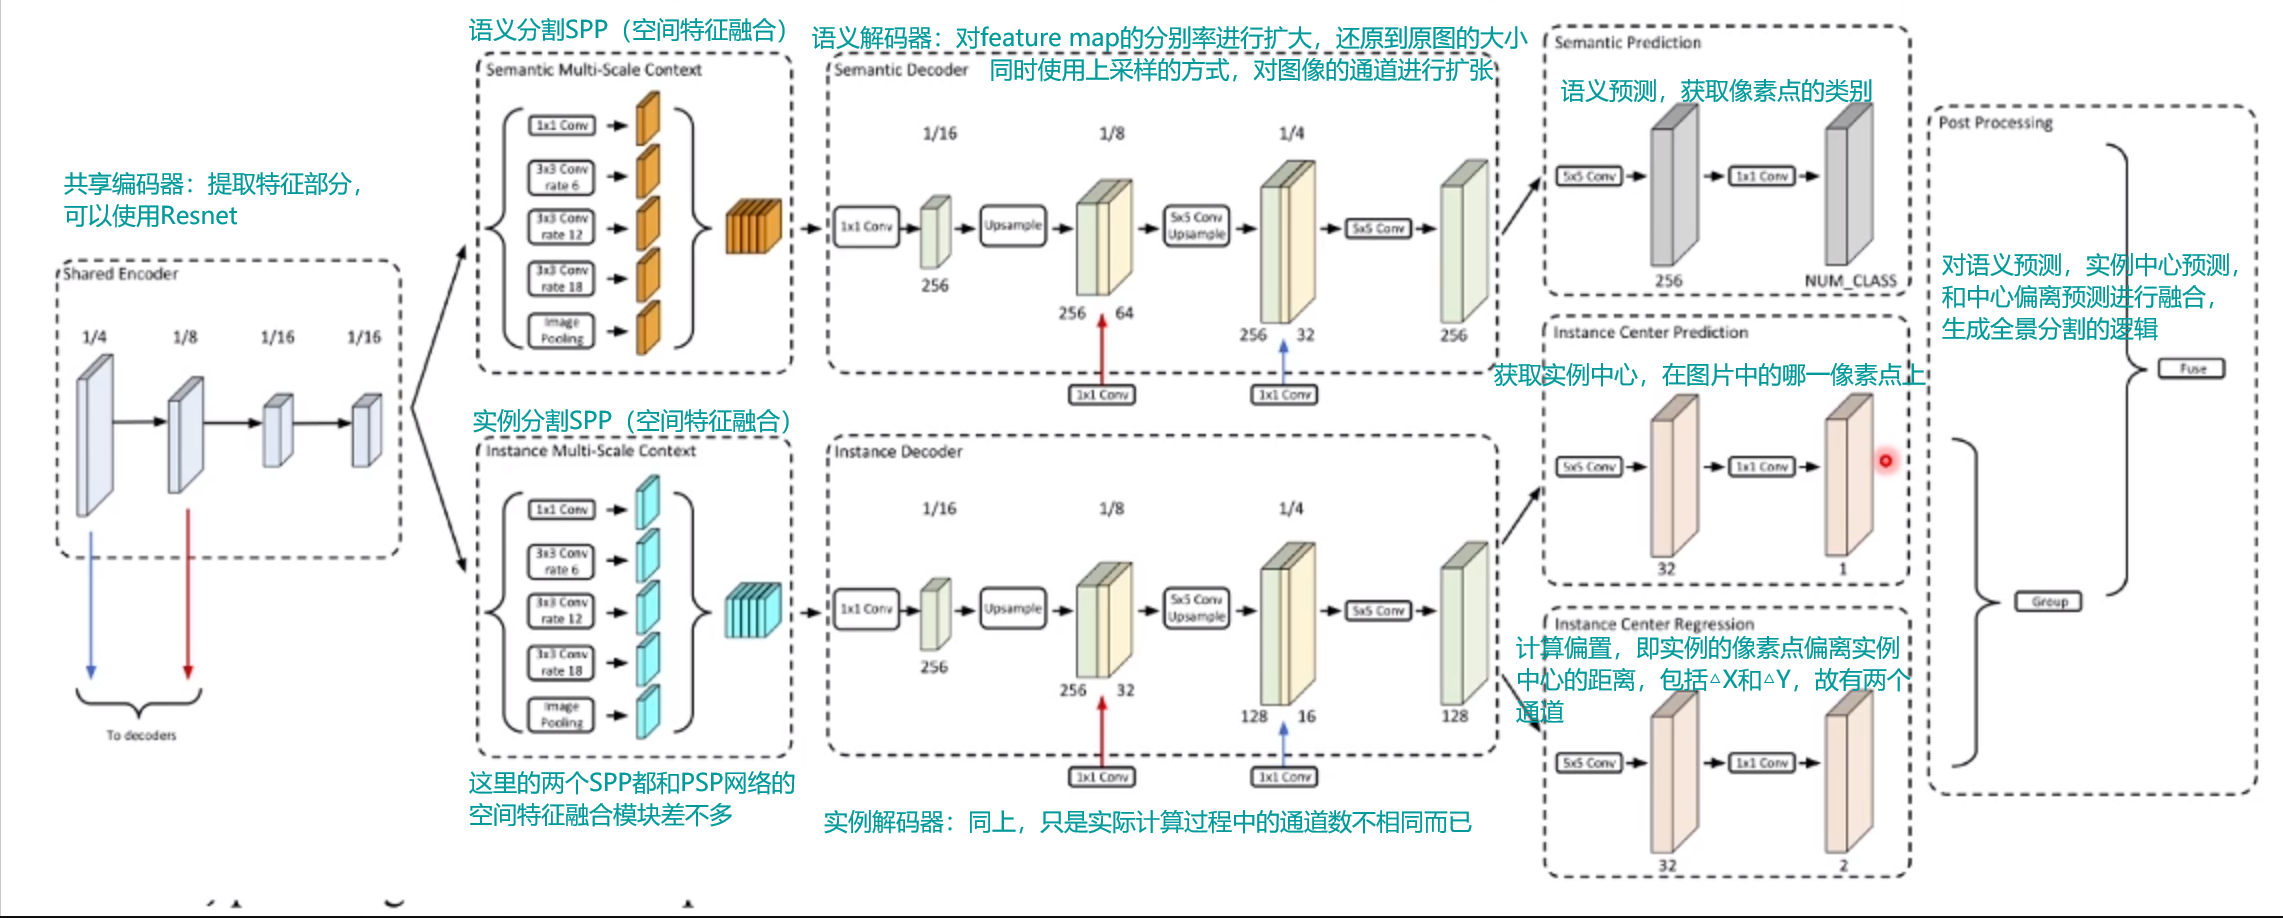 语义分割SPP（空间特征融合）
Semantic Multi-Scale Context
1x1 Conv
3x3 Conv
rate 6
3x3 Conv
rate 12
3x3 Conv
rate 18
Image
Pooling
语义解码器：对feature map的分别率进行扩大，还原到原图的大小
同时使用上采样的方式，对图像的通道进行扩张
Semantic Decoder
1/16
1/8
1/4
1x1 Conv
256
Upsample
256
64
5x5 Conv
Upsample
256
32
5x5 Conv
256
1x1 Conv
1x1 Conv
Semantic Prediction
语义预测，获取像素点的类别
5x5 Conv
256
1x1 Conv
NUM_CLASS
共享编码器：提取特征部分，
可以使用Resnet
Shared Encoder
1/4
1/8
1/16
1/16
To decoders
实例分割SPP（空间特征融合）
Instance Multi-Scale Context
1x1 Conv
3x3 Conv
rate 6
3x3 Conv
rate 12
3x3 Conv
rate 18
Image
Pooling
这里的两个SPP都和PSP网络的
空间特征融合模块差不多
Instance Decoder
1/16
1/8
1/4
1x1 Conv
256
Upsample
256
32
5x5 Conv
Upsample
128
16
5x5 Conv
128
1x1 Conv
1x1 Conv
实例解码器：同上，只是实际计算过程中的通道数不相同而已
Instance Center Prediction
获取实例中心，在图片中的哪一像素点上
5x5 Conv
32
1x1 Conv
1
Instance Center Regression
计算偏置，即实例的像素点偏离实例
中心的距离，包括△X和△Y，故有两个
通道
5x5 Conv
32
1x1 Conv
2
Post Processing
对语义预测，实例中心预测，
和中心偏离预测进行融合，
生成全景分割的逻辑
Fuse
Group